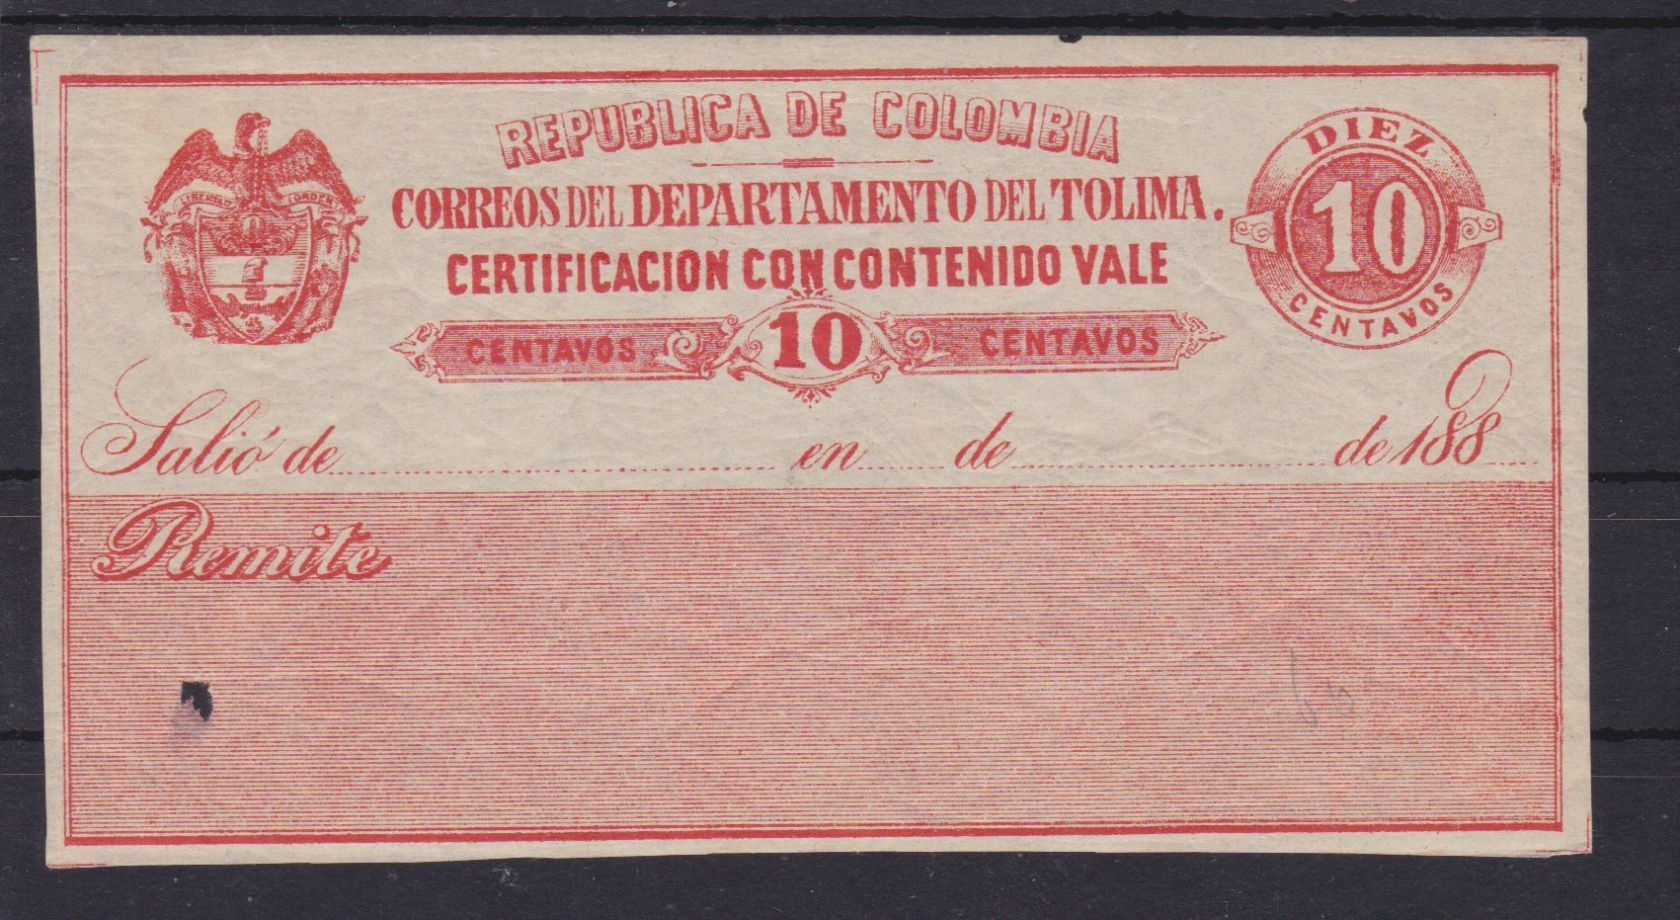 REPUBLICA DE COLOMBIA
LIBERTAD ORDEN
CORREOS DEL DEPARTAMENTO DEL TOLIMA.
CERTIFICACION CON CONTENIDO VALE
CENTAVOS 10 CENTAVOS
DIEZ
10
CENTAVOS
Salió de en de de 188
Remite